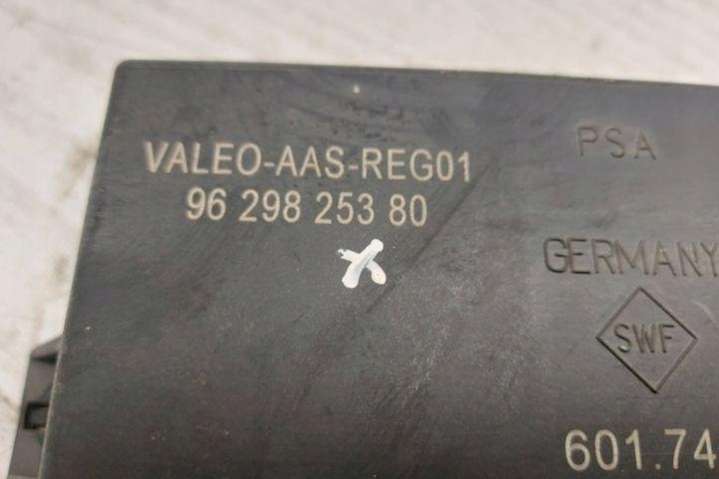 VALEO-AAS-REG01
96 298 253 80
PSA
GERMANY
SWF
601.74